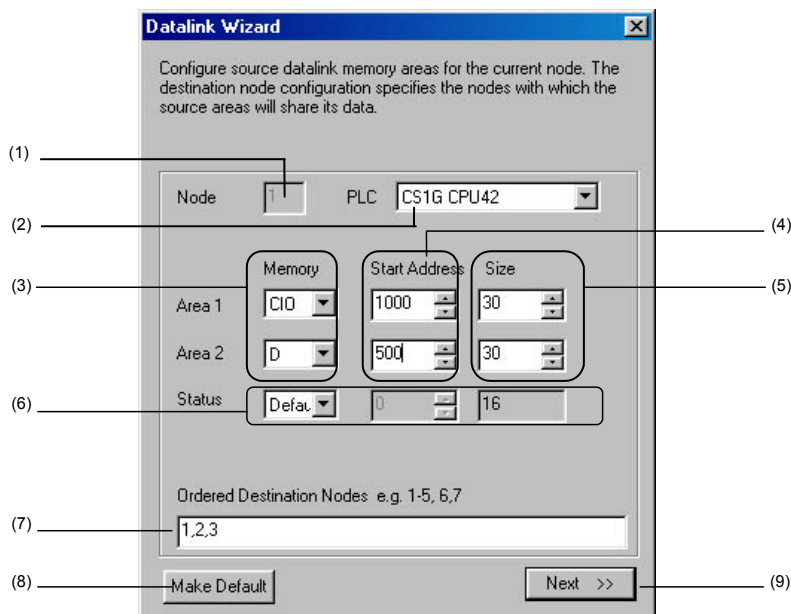 Datalink Wizard
Configure source datalink memory areas for the current node. The
destination node configuration specifies the nodes with which the
source areas will share its data.
(1)
Node 1 PLC CS1G CPU42
(2)
(4)
Memory Start Address Size
(3)
(5)
Area 1 CIO 1000 30
Area 2 D 500 30
(6)
Status Defau 0 16
Ordered Destination Nodes e.g. 1-5, 6,7
(7)
1,2,3
(8)
Make Default Next >>
(9)